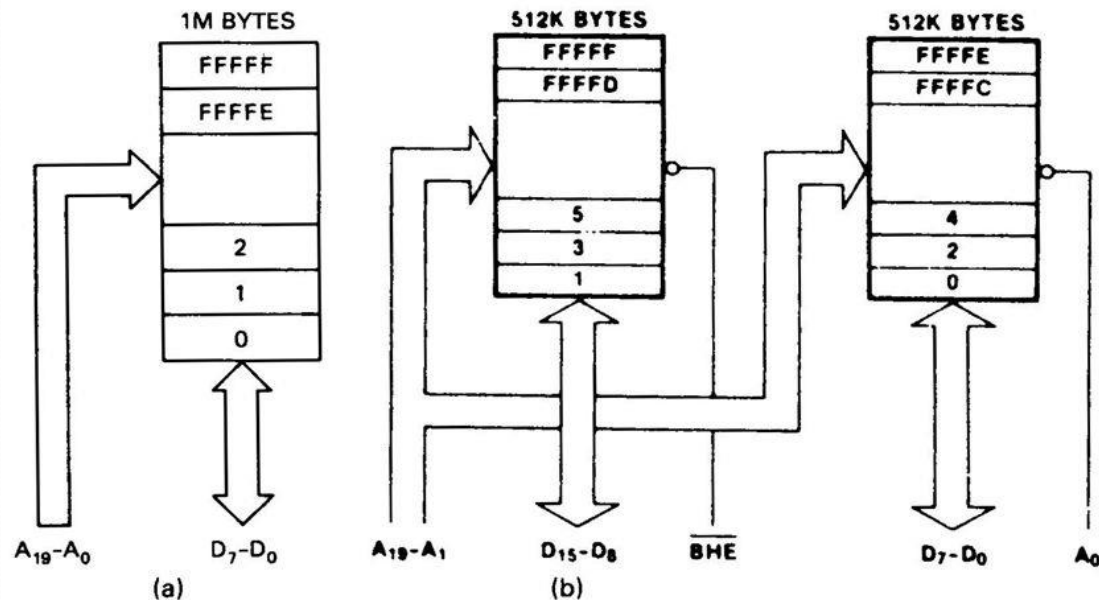 1M BYTES
FFFFF
FFFFE
2
1
0
A19-A0
D7-D0
(a)
512K BYTES
FFFFF
FFFFD
5
3
1
A19-A1
D15-D8
BHE
(b)
512K BYTES
FFFFE
FFFFC
4
2
0
D7-D0
A0